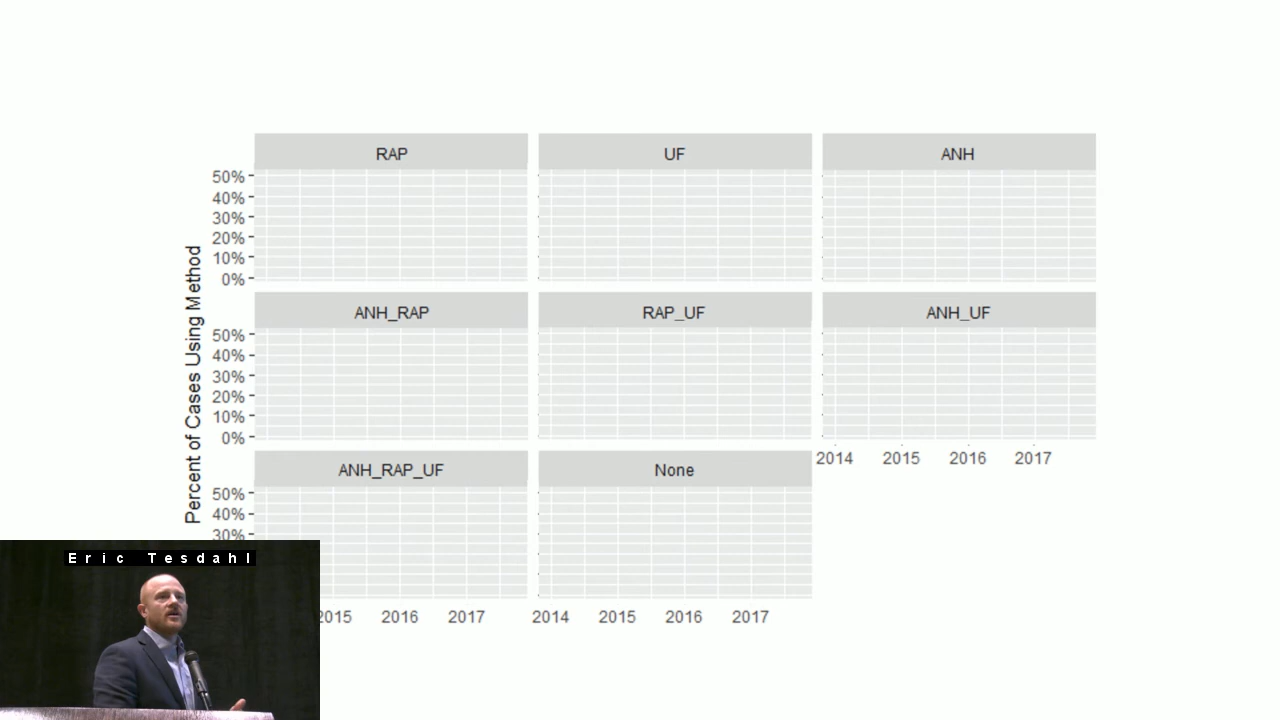 RAP
UF
ANH
50%
40%
30%
20%
10%
0%
Percent of Cases Using Method
ANH_RAP
RAP_UF
ANH_UF
50%
40%
30%
20%
10%
0%
2014 2015 2016 2017
ANH_RAP_UF
None
50%
40%
30%
Eric Tesdahl
2015 2016 2017
2014 2015 2016 2017